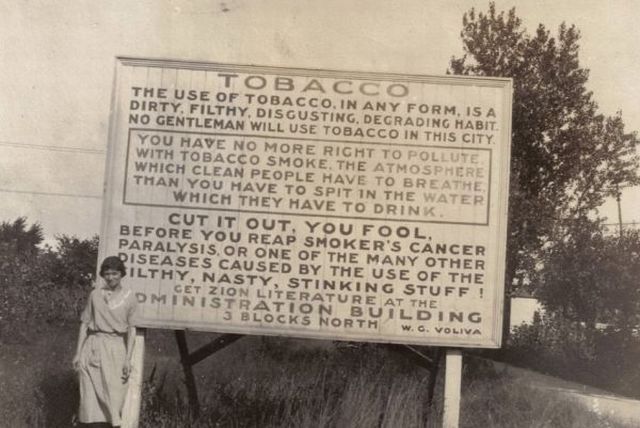 TOBACCO
THE USE OF TOBACCO, IN ANY FORM, IS A
DIRTY, FILTHY, DISGUSTING, DEGRADING HABIT.
NO GENTLEMAN WILL USE TOBACCO IN THIS CITY.
YOU HAVE NO MORE RIGHT TO POLLUTE,
WITH TOBACCO SMOKE, THE ATMOSPHERE
WHICH CLEAN PEOPLE HAVE TO BREATHE,
THAN YOU HAVE TO SPIT IN THE WATER
WHICH THEY HAVE TO DRINK.
CUT IT OUT, YOU FOOL,
BEFORE YOU REAP SMOKER'S CANCER
PARALYSIS, OR ONE OF THE MANY OTHER
DISEASES CAUSED BY THE USE OF THE
FILTHY, NASTY, STINKING STUFF!
GET ZION LITERATURE AT THE
DMINISTRATION BUILDING
3 BLOCKS NORTH W. G. VOLIVA